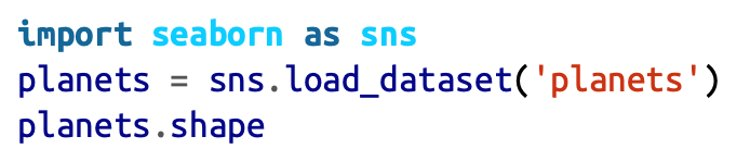 import seaborn as sns
planets = sns.load_dataset('planets')
planets.shape